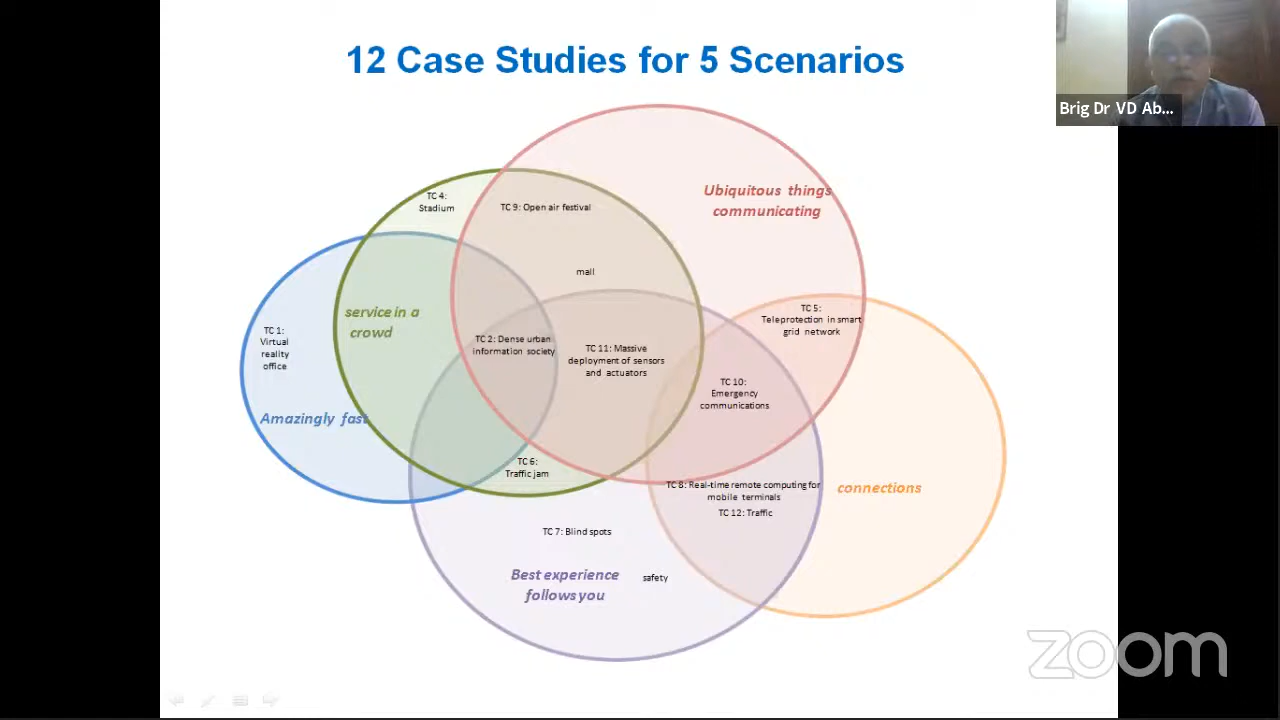 12 Case Studies for 5 Scenarios
Brig Dr VD Ab...
Ubiquitous things
communicating
TC 4:
Stadium
TC 9: Open air festival
mall
service in a
crowd
TC 5:
Teleprotection in smart
grid network
TC 1:
Virtual
reality
office
TC 2: Dense urban
information society
TC 11: Massive
deployment of sensors
and actuators
TC 10:
Emergency
communications
Amazingly fast
TC 6:
Traffic jam
TC 8: Real-time remote computing for
mobile terminals
TC 12: Traffic
connections
TC 7: Blind spots
Best experience
follows you
safety
zoom